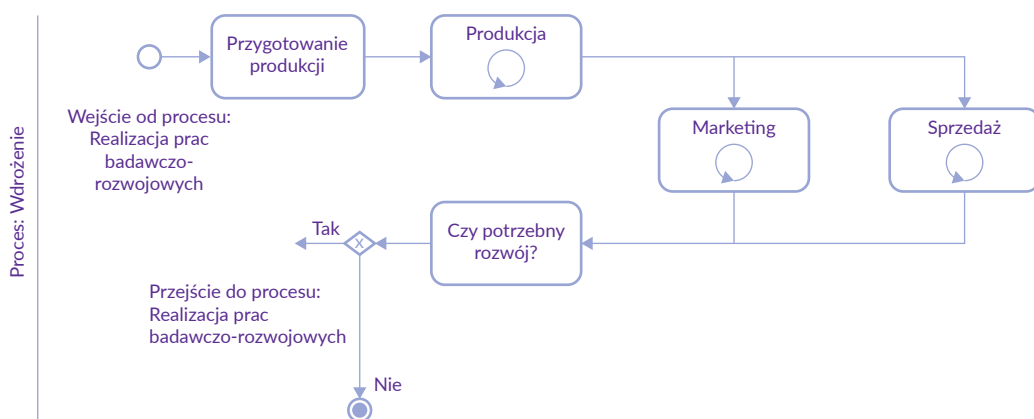 Proces: Wdrożenie
Przygotowanie
produkcji
Produkcja
Wejście od procesu:
Realizacja prac
badawczo-
rozwojowych
Marketing
Sprzedaż
Czy potrzebny
rozwój?
X
Tak
Przejście do procesu:
Realizacja prac
badawczo-rozwojowych
Nie